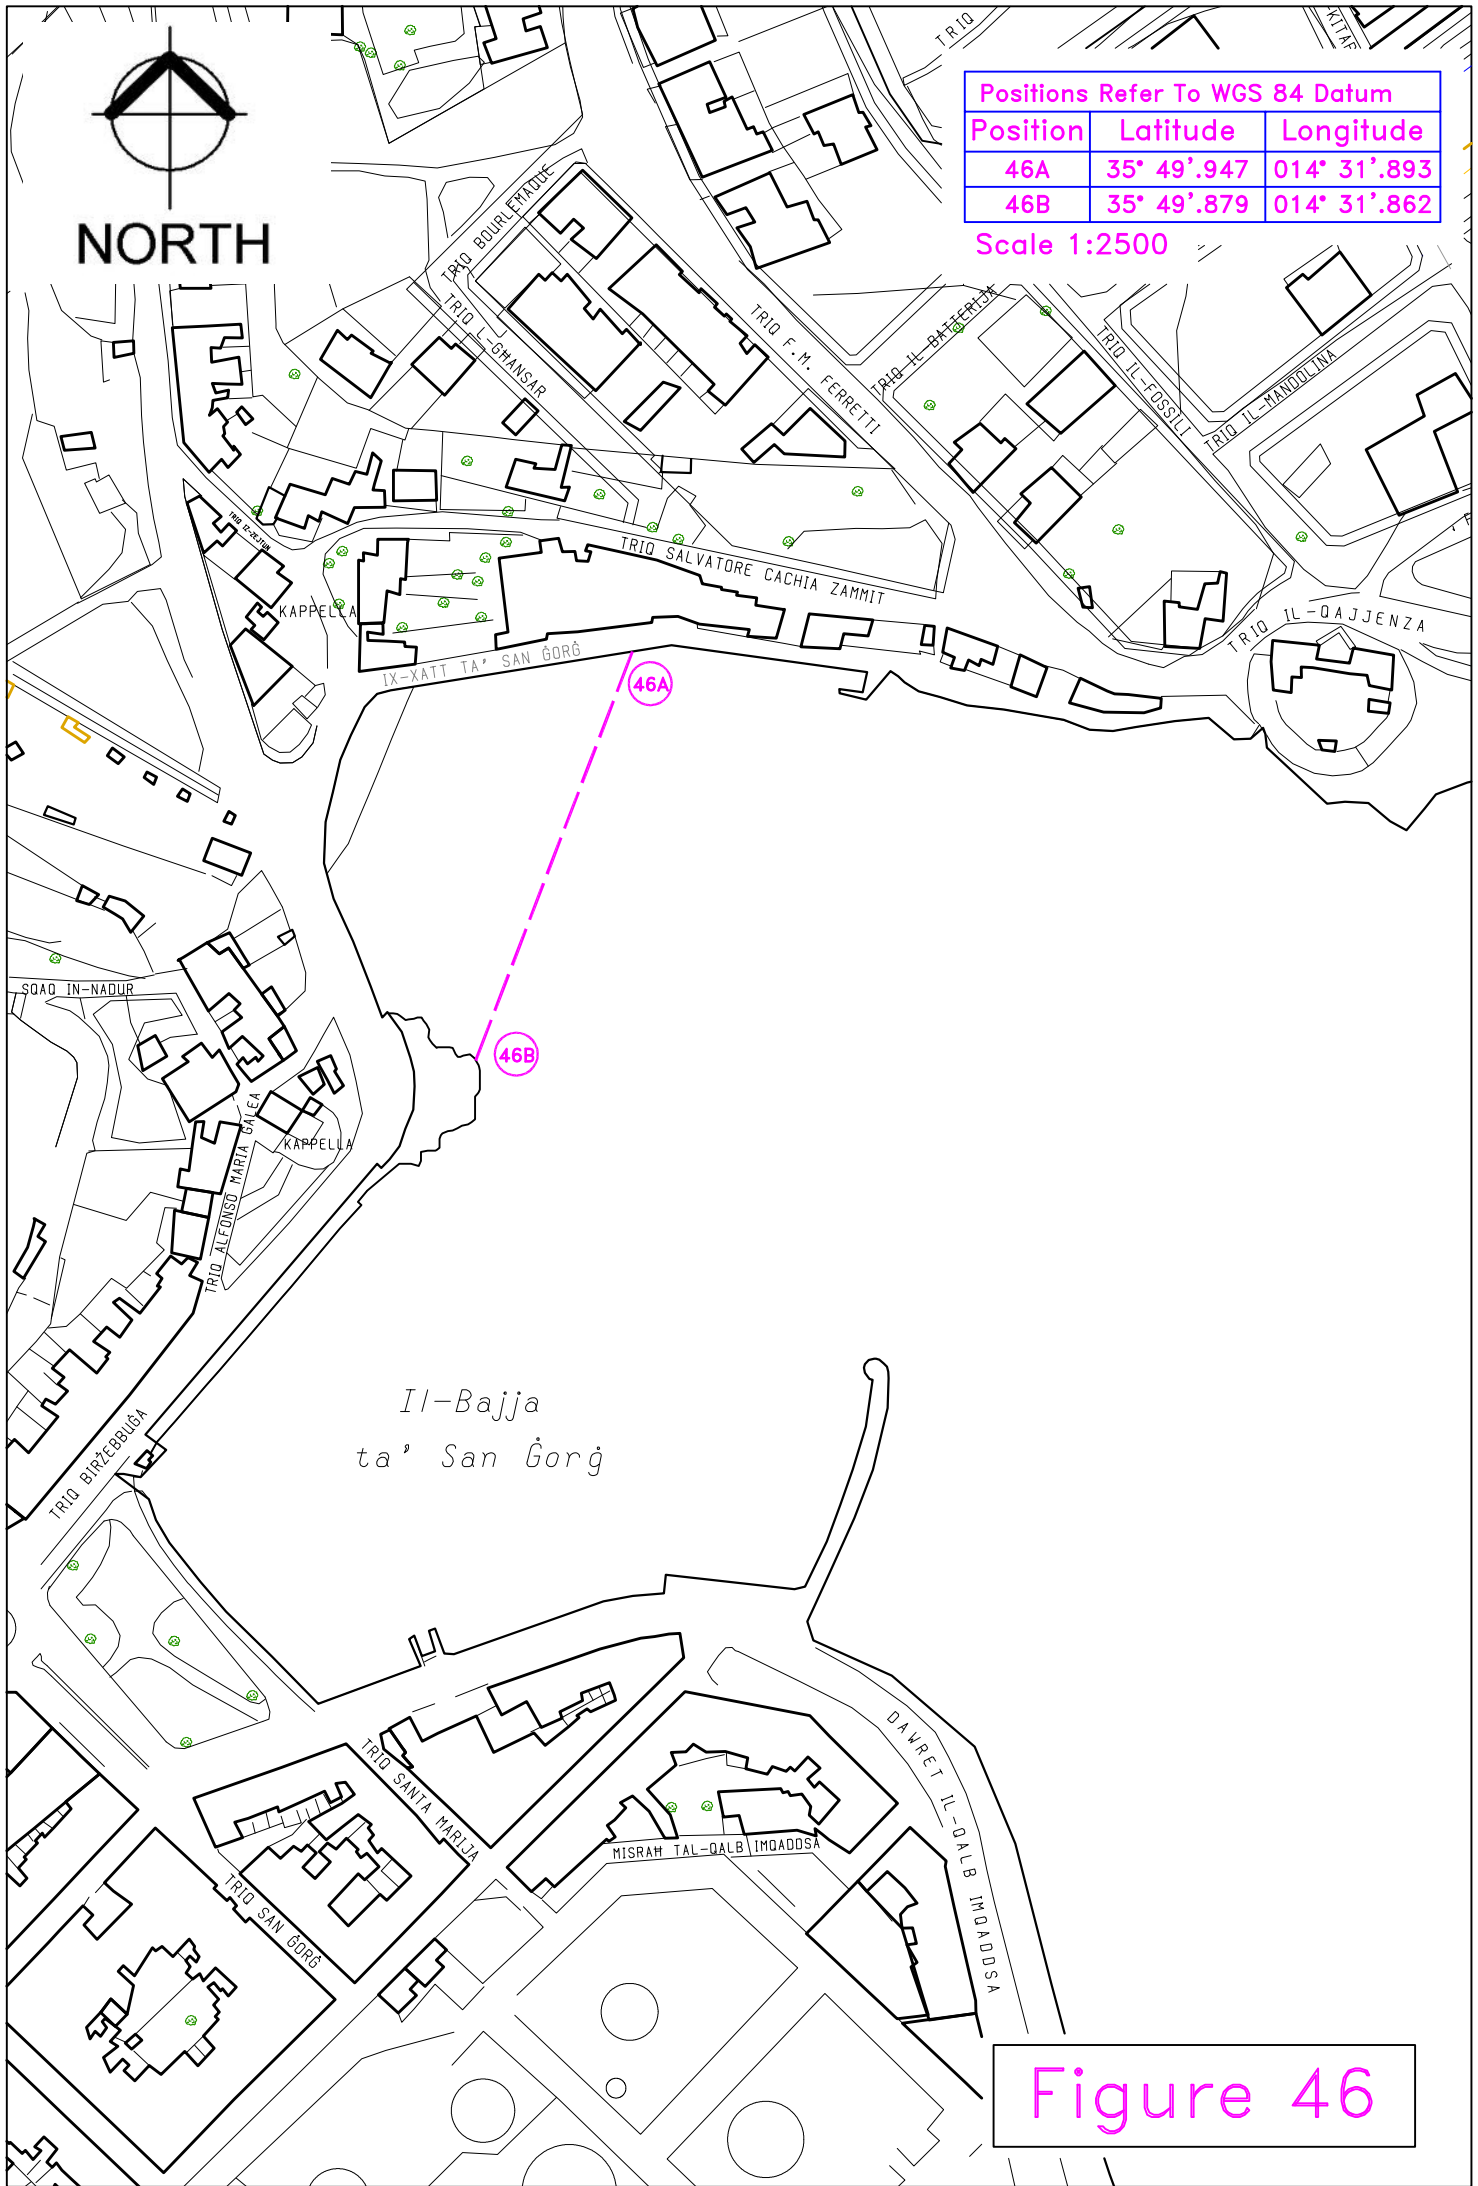 NORTH
Positions Refer To WGS 84 Datum
Position Latitude Longitude
46A 35° 49'.947 014° 31'.893
46B 35° 49'.879 014° 31'.862
Scale 1:2500
TRIQ
TRIQ BOURLEMAQUE
TRIQ L-GĦANSAR
TRIQ F.M. FERRETTI
TRIQ IL BATTERIJA
TRIQ IL-FOSSILI
TRIQ IL-MANDOLINA
TRIQ IZ-ZEJTUN
TRIQ SALVATORE CACHIA ZAMMIT
KAPPELLA
TRIQ IL-QAJJENZA
IX-XATT TA' SAN ĠORĠ
46A
SQAQ IN-NADUR
46B
KAPPELLA
TRIQ ALFONSO MARIA GALEA
Il-Bajja
ta' San Ġorġ
TRIQ BIRŻEBBUĠA
TRIQ SANTA MARIJA
DAWRET IL-QALB IMQADDSA
MISRAĦ TAL-QALB IMQADDSA
TRIQ SAN ĠORĠ
Figure 46